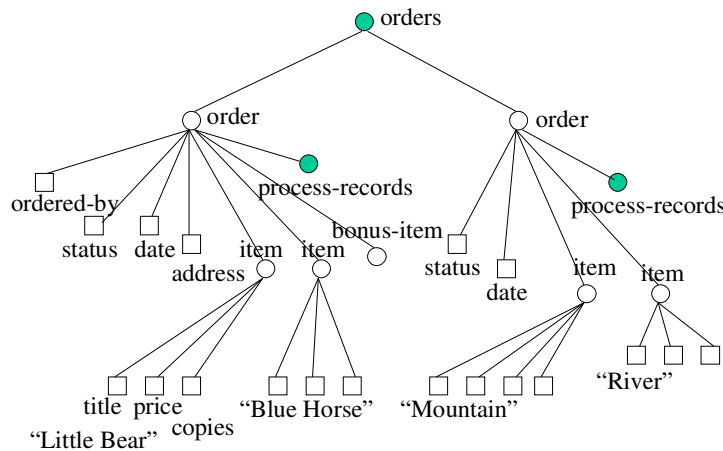 orders
order
order
process-records
ordered-by
process-records
bonus-item
status
date
item
item
status
address
item
item
date
title
price
"Blue Horse"
"Mountain"
"River"
copies
"Little Bear"